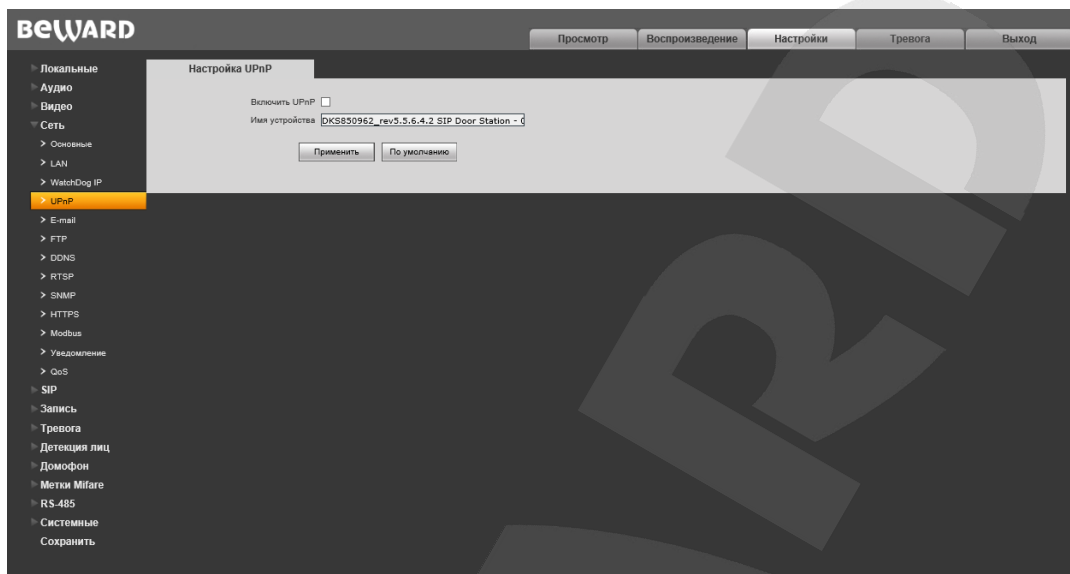 BEWARD
Просмотр
Воспроизведение
Настройки
Тревога
Выход
Локальные
Аудио
Видео
Сеть
Основные
LAN
WatchDog IP
UPnP
E-mail
FTP
DDNS
RTSP
SNMP
HTTPS
Modbus
Уведомление
QoS
SIP
Запись
Тревога
Детекция лиц
Домофон
Метки Mifare
RS-485
Системные
Сохранить
Настройка UPnP
Включить UPnP
Имя устройства DKS850962_rev5.5.6.4.2 SIP Door Station -
Применить По умолчанию